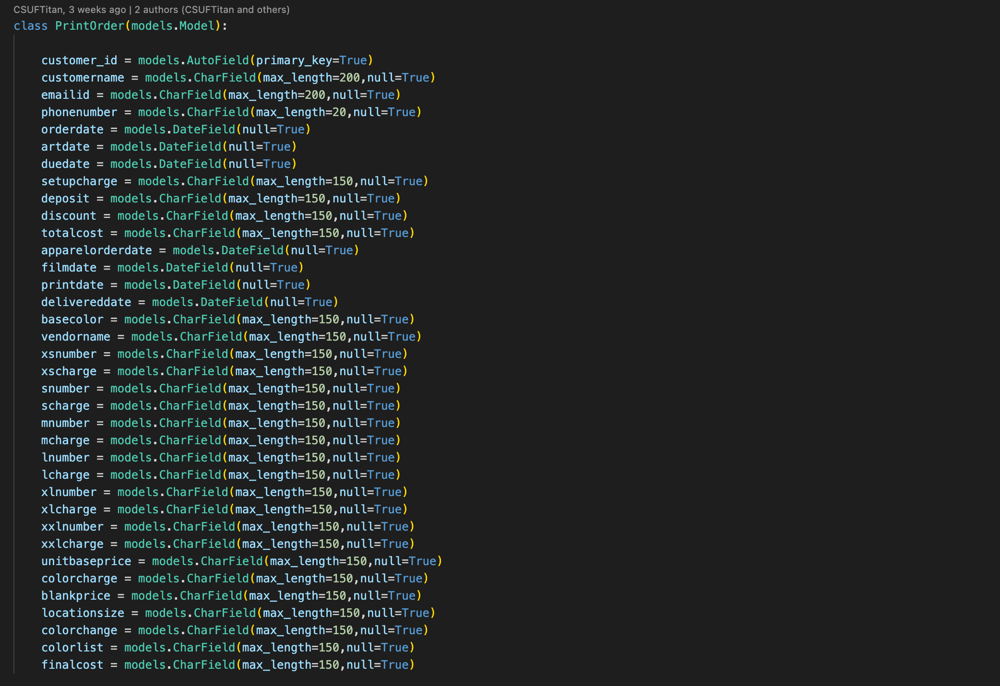 CSUFTitan, 3 weeks ago | 2 authors (CSUFTitan and others)
class PrintOrder(models.Model):
customer_id = models.AutoField(primary_key=True)
customername = models.CharField(max_length=200,null=True)
emailid = models.CharField(max_length=200,null=True)
phonenumber = models.CharField(max_length=20,null=True)
orderdate = models.DateField(null=True)
artdate = models.DateField(null=True)
duedate = models.DateField(null=True)
setupcharge = models.CharField(max_length=150,null=True)
deposit = models.CharField(max_length=150,null=True)
discount = models.CharField(max_length=150,null=True)
totalcost = models.CharField(max_length=150,null=True)
apparelorderdate = models.DateField(null=True)
filmdate = models.DateField(null=True)
printdate = models.DateField(null=True)
delivereddate = models.DateField(null=True)
basecolor = models.CharField(max_length=150,null=True)
vendorname = models.CharField(max_length=150,null=True)
xsnumber = models.CharField(max_length=150,null=True)
xscharge = models.CharField(max_length=150,null=True)
snumber = models.CharField(max_length=150,null=True)
scharge = models.CharField(max_length=150,null=True)
mnumber = models.CharField(max_length=150,null=True)
mcharge = models.CharField(max_length=150,null=True)
lnumber = models.CharField(max_length=150,null=True)
lcharge = models.CharField(max_length=150,null=True)
xlnumber = models.CharField(max_length=150,null=True)
xlcharge = models.CharField(max_length=150,null=True)
xxlnumber = models.CharField(max_length=150,null=True)
xxlcharge = models.CharField(max_length=150,null=True)
unitbaseprice = models.CharField(max_length=150,null=True)
colorcharge = models.CharField(max_length=150,null=True)
blankprice = models.CharField(max_length=150,null=True)
locationsize = models.CharField(max_length=150,null=True)
colorchange = models.CharField(max_length=150,null=True)
colorlist = models.CharField(max_length=150,null=True)
finalcost = models.CharField(max_length=150,null=True)